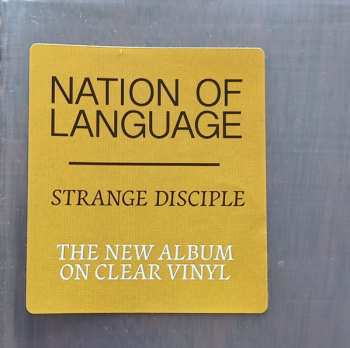 NATION OF
LANGUAGE
STRANGE DISCIPLE
THE NEW ALBUM
ON CLEAR VINYL